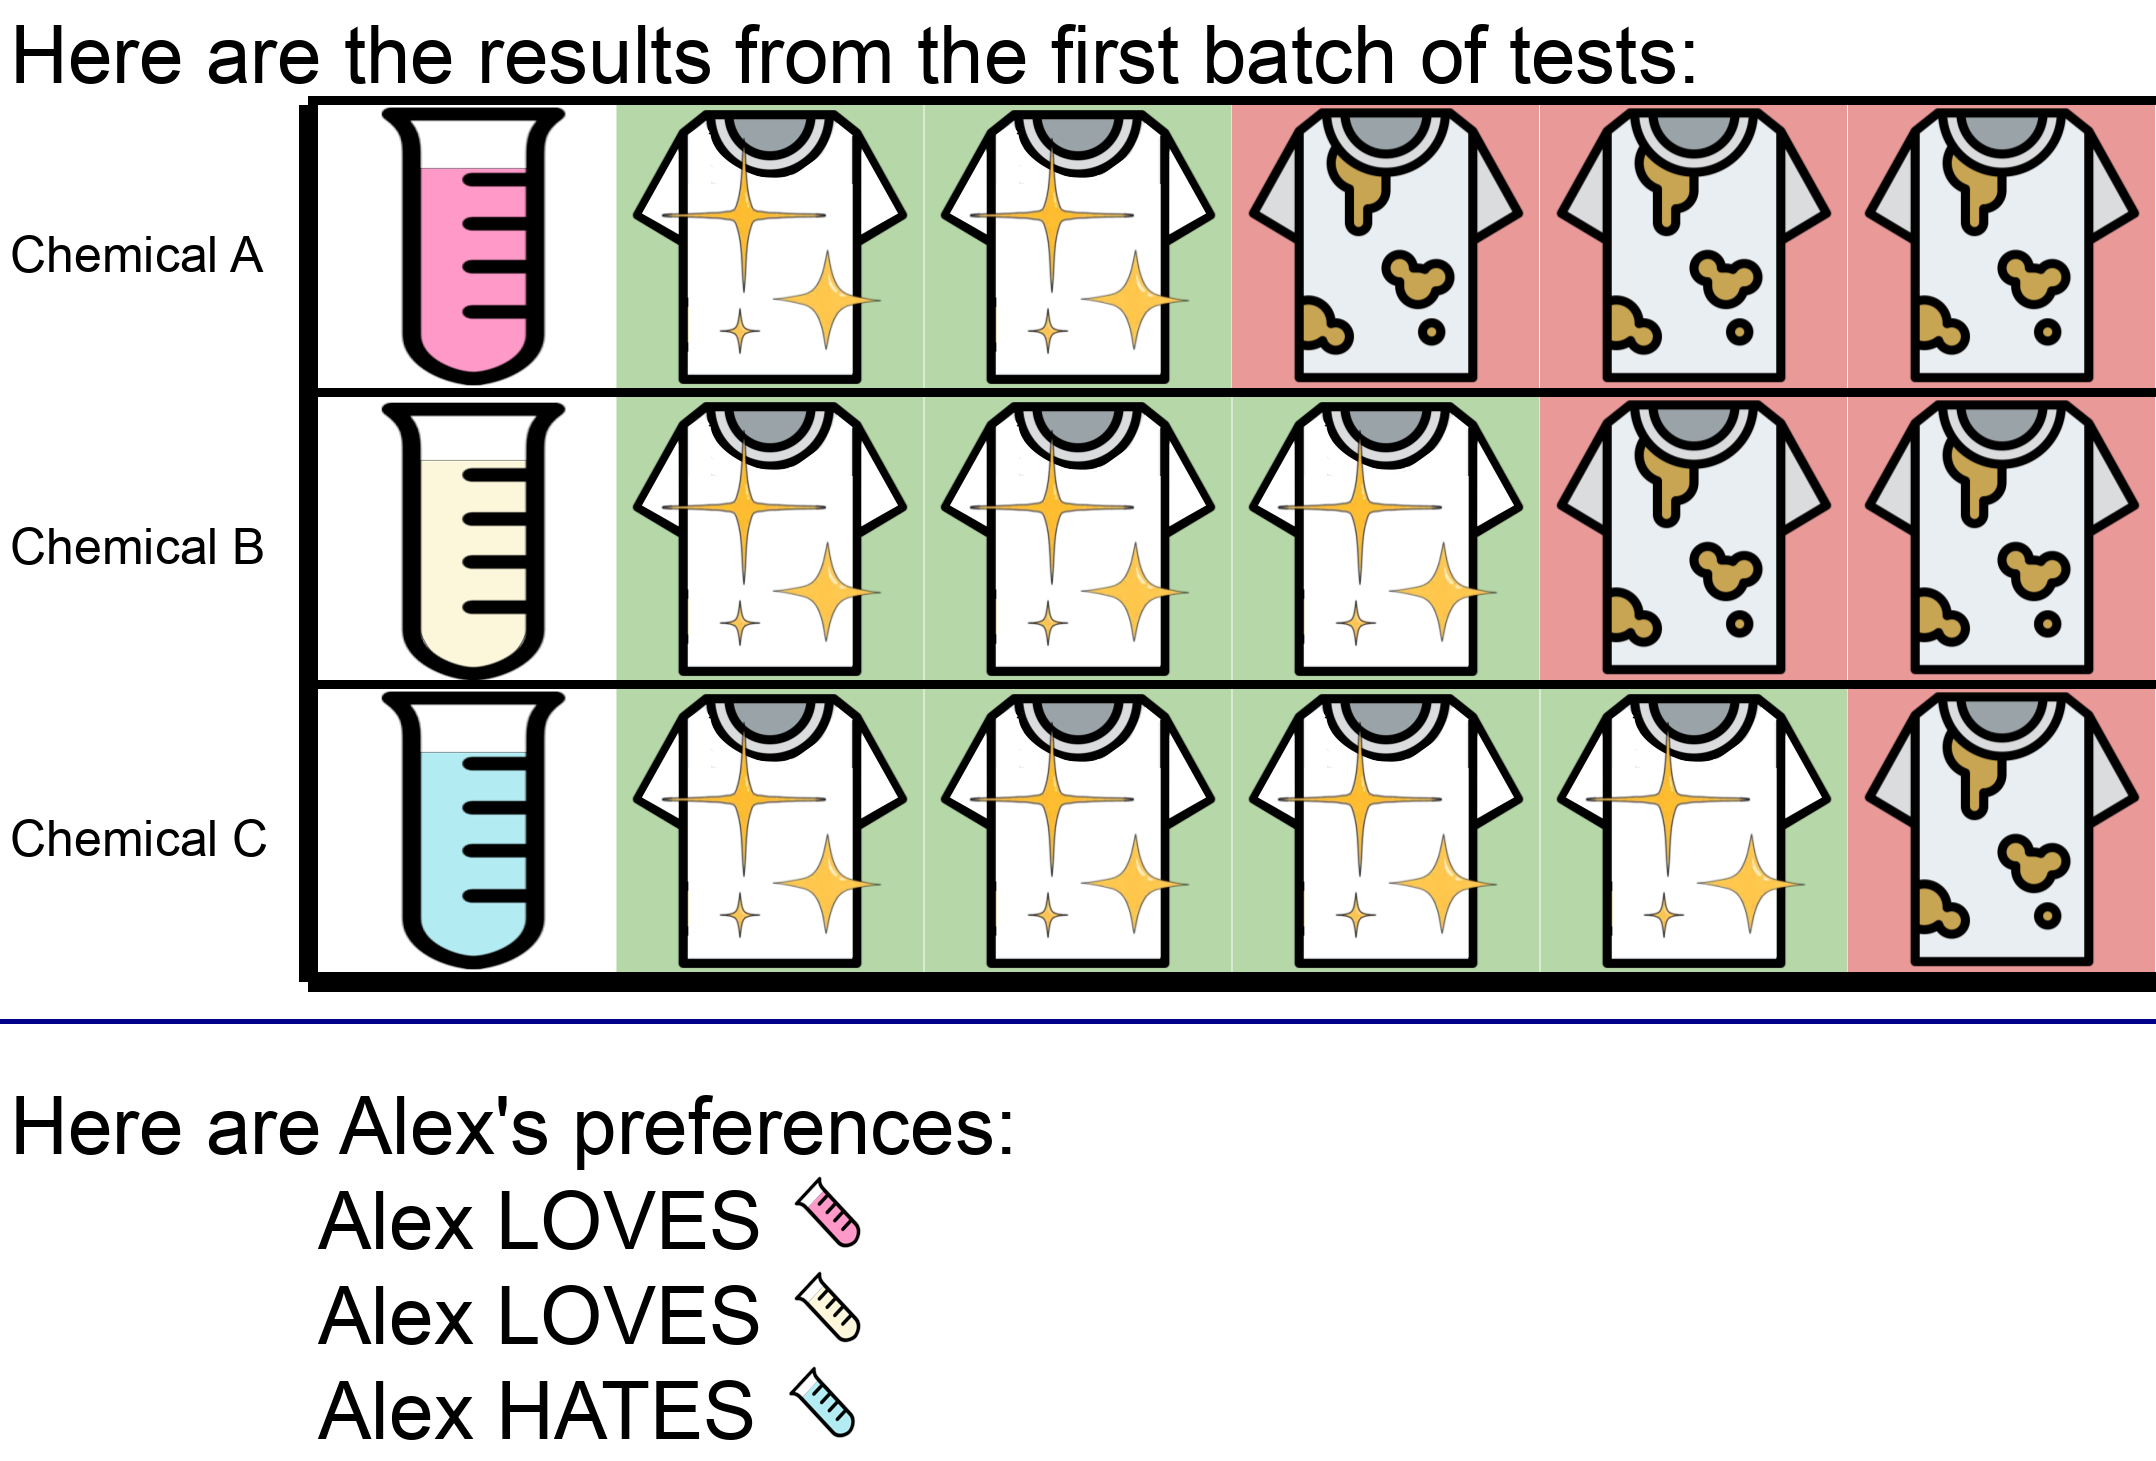 Here are the results from the first batch of tests:
Chemical A
Chemical B
Chemical C
Here are Alex's preferences:
Alex LOVES
Alex LOVES
Alex HATES